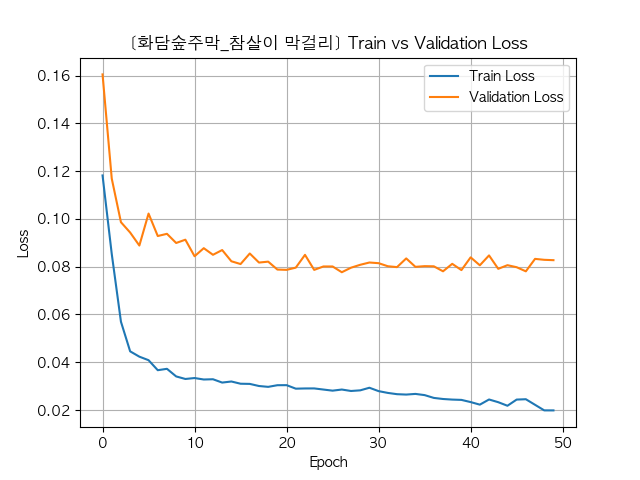 [화담숲주막_참살이 막걸리] Train vs Validation Loss
Train Loss
Validation Loss
Loss
0.16
0.14
0.12
0.10
0.08
0.06
0.04
0.02
0 10 20 30 40 50
Epoch